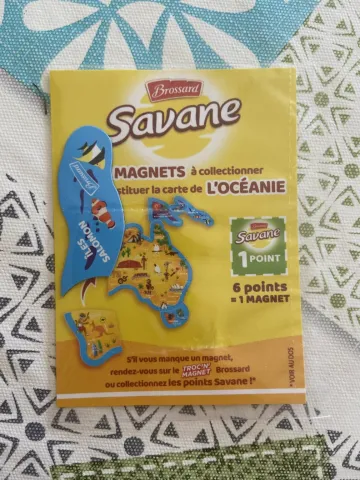 Brossard
Savane
MAGNETS à collectionner
stituer la carte de L'OCÉANIE
Brossard
ÎLES
SALOMON
Brossard
Savane
1 POINT
6 points
= 1 MAGNET
S'il vous manque un magnet,
rendez-vous sur le TROC'N' MAGNET Brossard
ou collectionnez les points Savane !*
* VOIR AU DOS